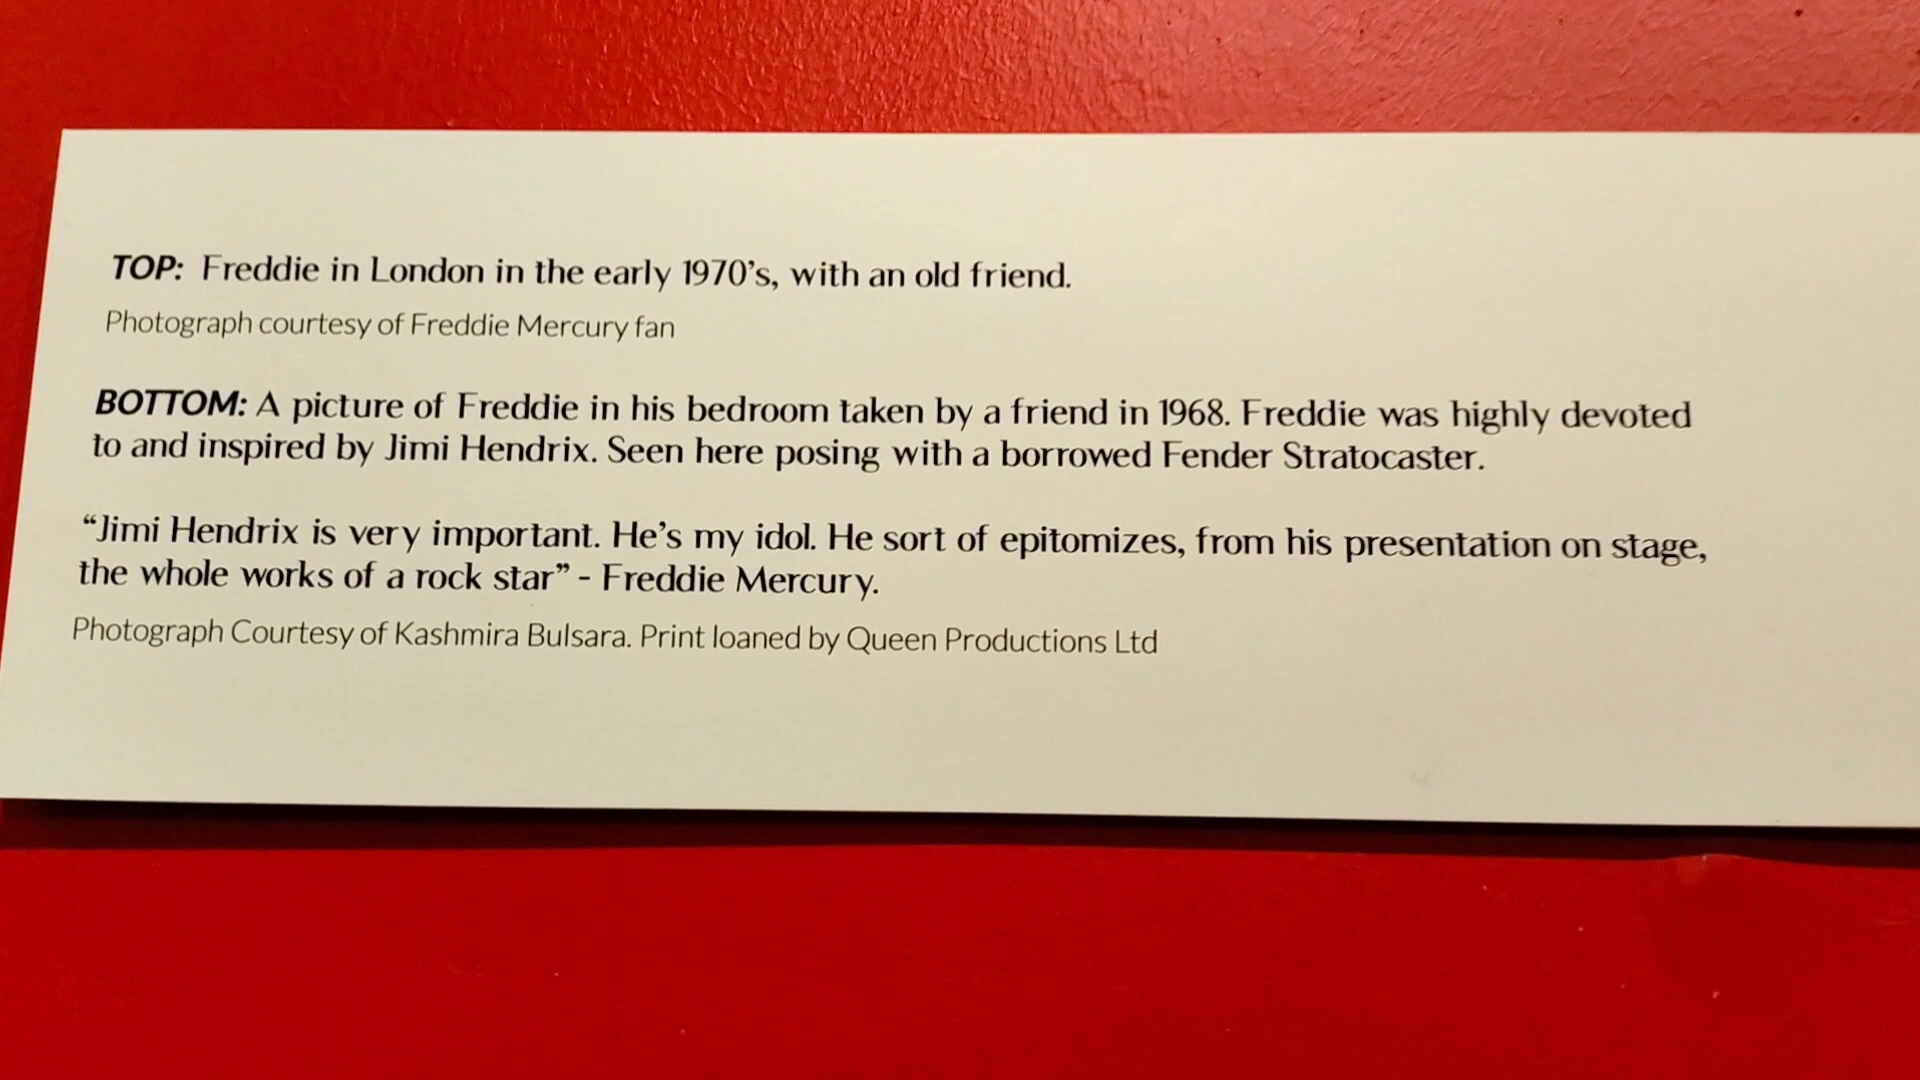 TOP: Freddie in London in the early 1970’s, with an old friend.
Photograph courtesy of Freddie Mercury fan
BOTTOM: A picture of Freddie in his bedroom taken by a friend in 1968. Freddie was highly devoted
to and inspired by Jimi Hendrix. Seen here posing with a borrowed Fender Stratocaster.
“Jimi Hendrix is very important. He’s my idol. He sort of epitomizes, from his presentation on stage,
the whole works of a rock star” - Freddie Mercury.
Photograph Courtesy of Kashmira Bulsara. Print loaned by Queen Productions Ltd